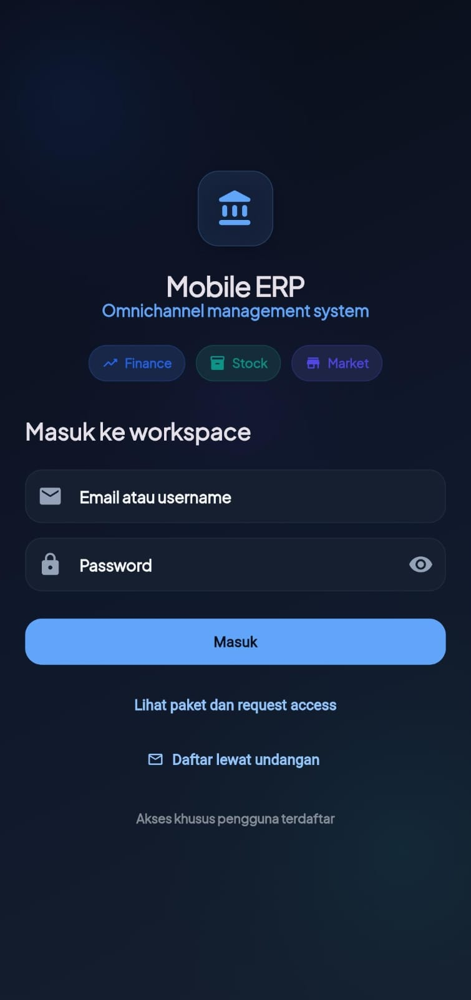 Mobile ERP
Omnichannel management system
Finance Stock Market
Masuk ke workspace
Email atau username
Password
Masuk
Lihat paket dan request access
Daftar lewat undangan
Akses khusus pengguna terdaftar